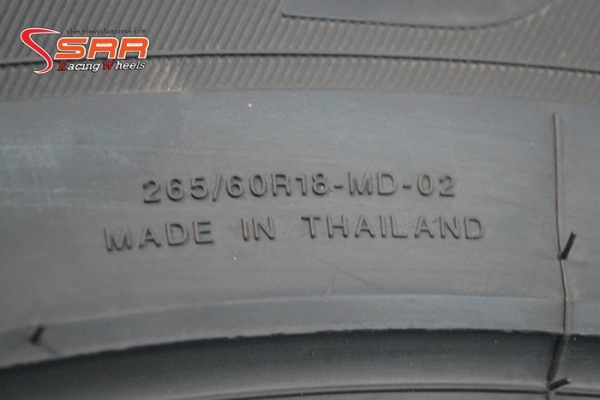 SRR
Racing Wheels
265/60R18-MD-02
MADE IN THAILAND